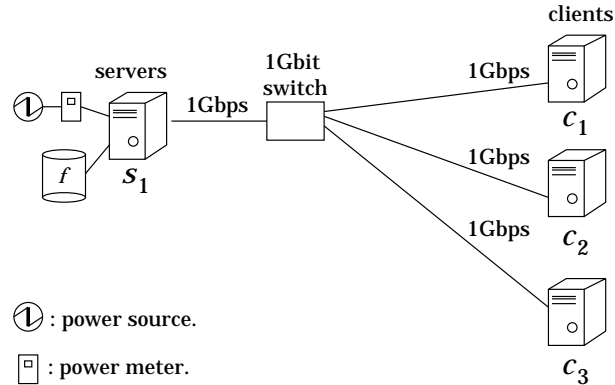 clients
servers
1Gbit
switch
1Gbps
1Gbps
c1
f
s1
1Gbps
c2
1Gbps
: power source.
: power meter.
c3